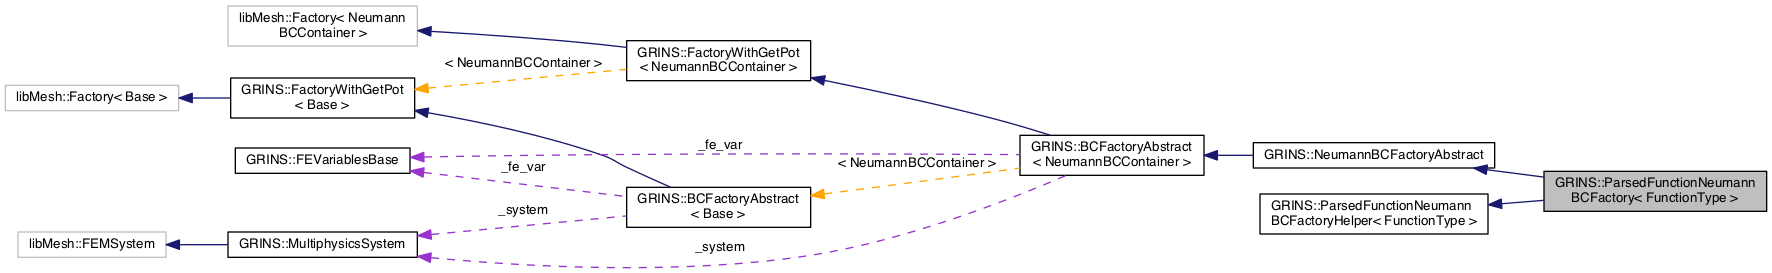 libMesh::Factory< Neumann
BCContainer >
GRINS::FactoryWithGetPot
< NeumannBCContainer >
< NeumannBCContainer >
libMesh::Factory< Base >
GRINS::FactoryWithGetPot
< Base >
GRINS::FEVariablesBase
_fe_var
_fe_var
< NeumannBCContainer >
GRINS::BCFactoryAbstract
< NeumannBCContainer >
GRINS::NeumannBCFactoryAbstract
GRINS::ParsedFunctionNeumann
BCFactory< FunctionType >
GRINS::ParsedFunctionNeumann
BCFactoryHelper< FunctionType >
GRINS::BCFactoryAbstract
< Base >
_system
libMesh::FEMSystem
GRINS::MultiphysicsSystem
_system